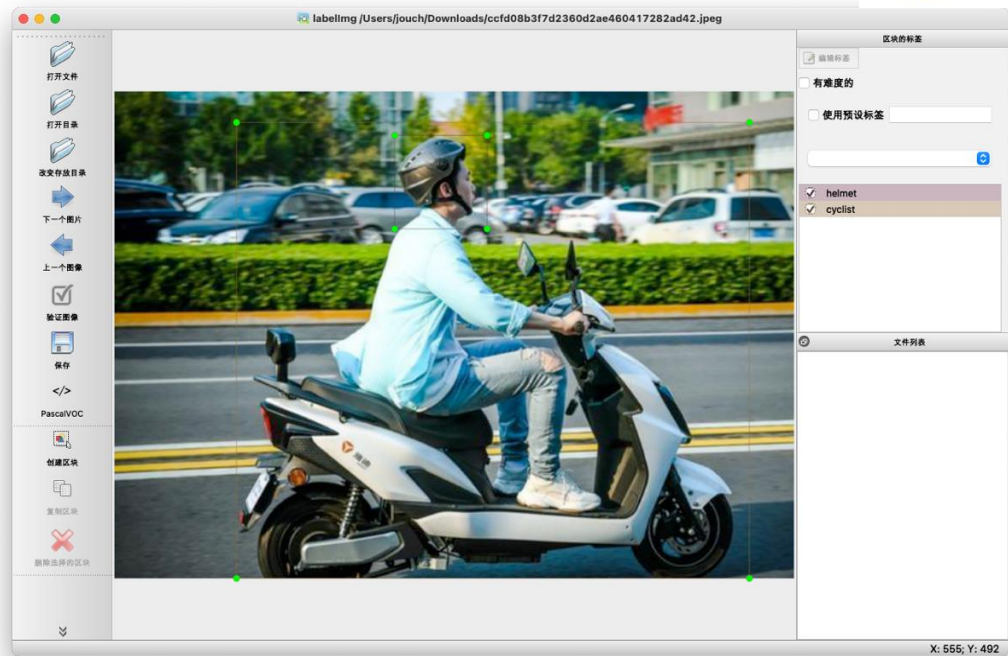 labelImg /Users/jouch/Downloads/ccfd08b3f7d2360d2ae460417282ad42.jpeg
打开文件
打开目录
改变存放目录
下一个图片
上一个图像
验证图像
保存
</>
PascalVOC
创建区块
复制区块
删除选择的区块
区块的标签
编辑标签
有难度的
使用预设标签
helmet
cyclist
文件列表
X: 555; Y: 492